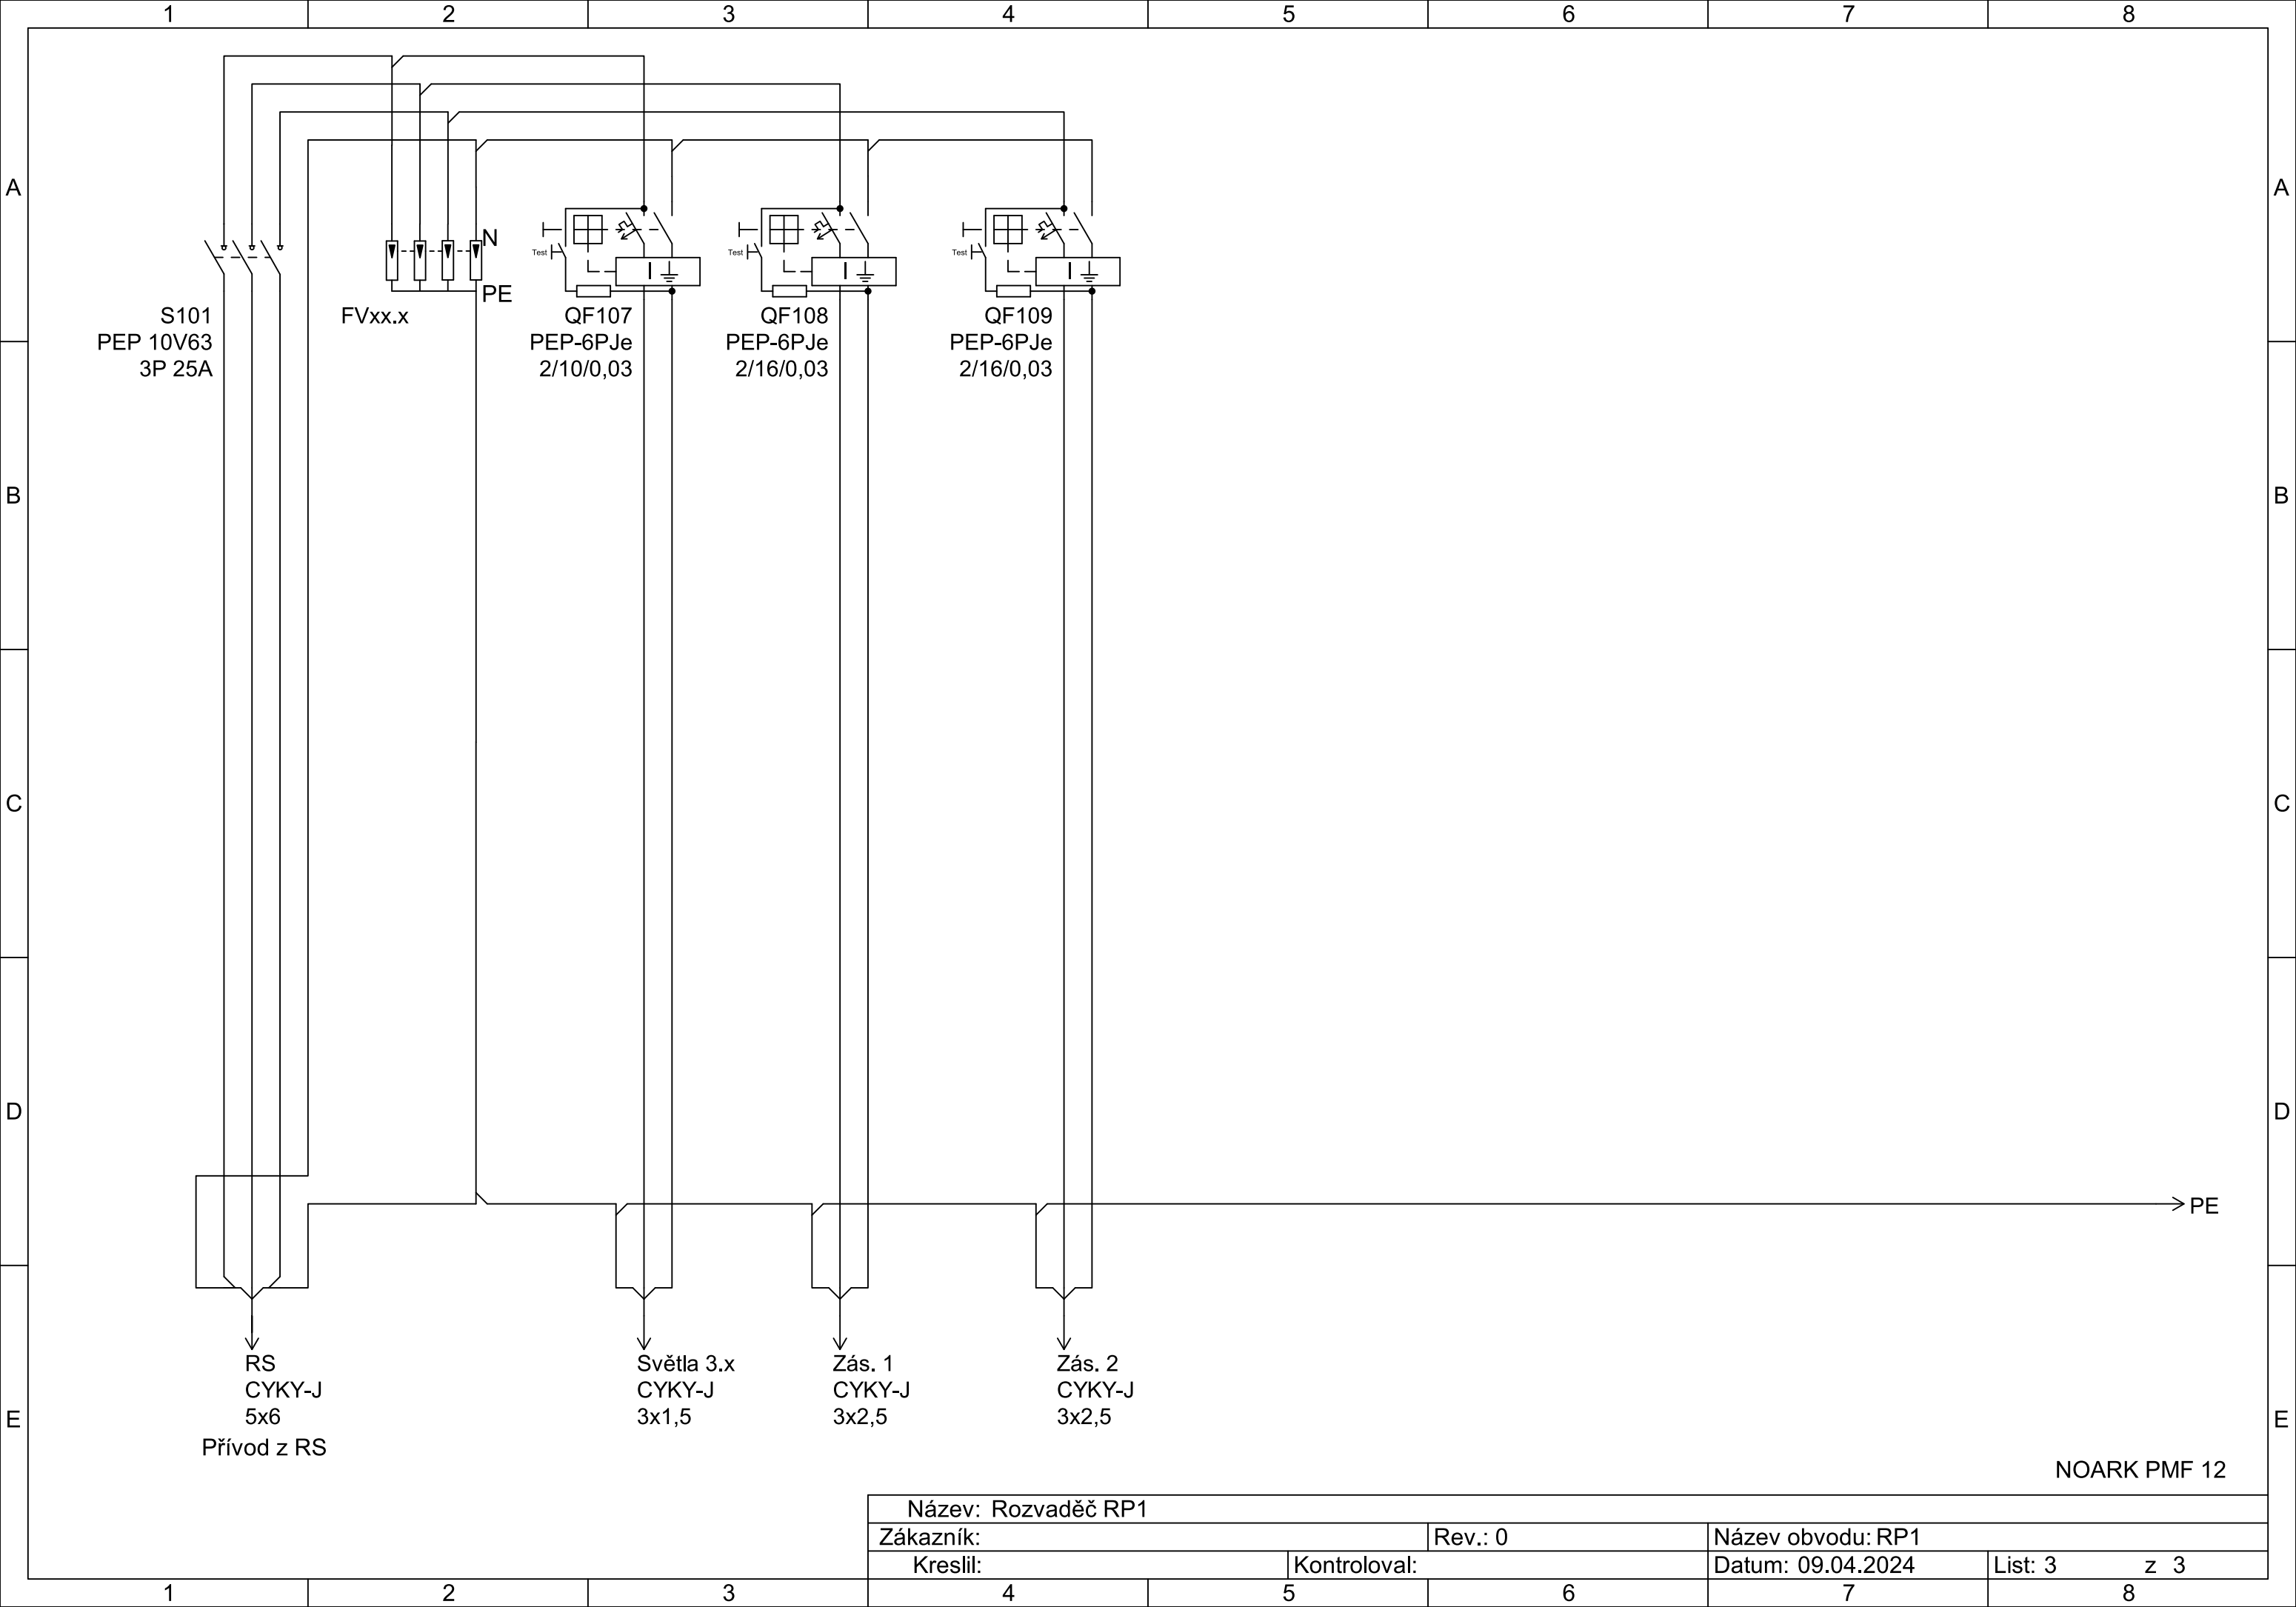 1 2 3 4 5 6 7 8
A A
N
Test Test Test
PE
S101
PEP 10V63
3P 25A
FVxx.x
QF107
PEP-6PJe
2/10/0,03
QF108
PEP-6PJe
2/16/0,03
QF109
PEP-6PJe
2/16/0,03
B B
C C
D D
PE
RS
CYKY-J
5x6
Přívod z RS
Světla 3.x
CYKY-J
3x1,5
Zás. 1
CYKY-J
3x2,5
Zás. 2
CYKY-J
3x2,5
E E
NOARK PMF 12
Název: Rozvaděč RP1
Zákazník: Rev.: 0 Název obvodu: RP1
Kreslil: Kontroloval: Datum: 09.04.2024 List: 3 z 3
1 2 3 4 5 6 7 8